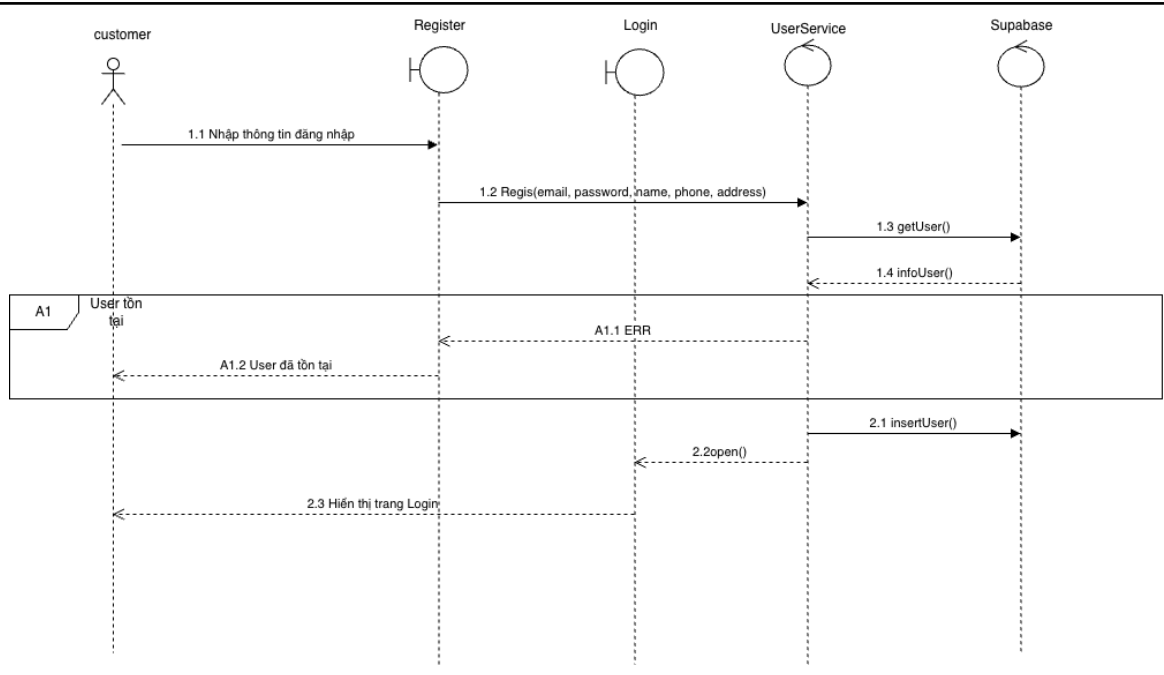 customer
Register
Login
UserService
Supabase
1.1 Nhập thông tin đăng nhập
1.2 Regis(email, password, name, phone, address)
1.3 getUser()
1.4 infoUser()
A1
User tồn
tại
A1.1 ERR
A1.2 User đã tồn tại
2.1 insertUser()
2.2open()
2.3 Hiển thị trang Login